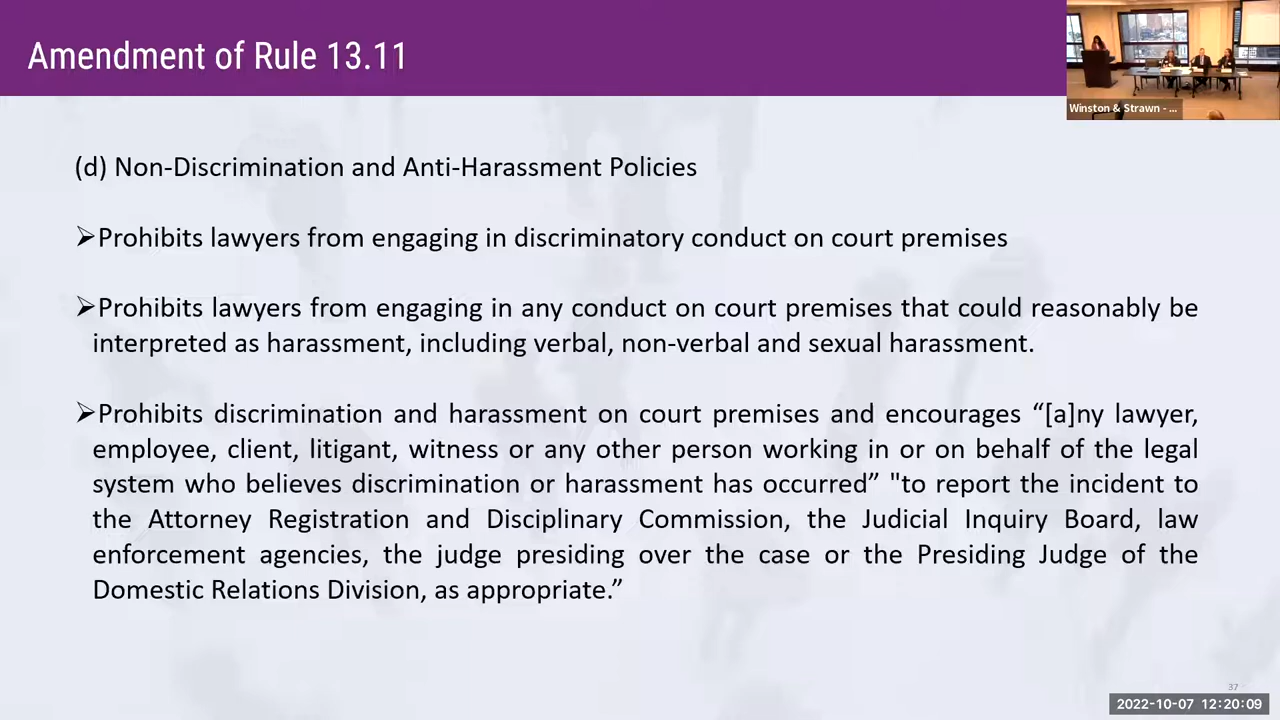 Amendment of Rule 13.11
Winston & Strawn - ...
(d) Non-Discrimination and Anti-Harassment Policies
➢Prohibits lawyers from engaging in discriminatory conduct on court premises
➢Prohibits lawyers from engaging in any conduct on court premises that could reasonably be
interpreted as harassment, including verbal, non-verbal and sexual harassment.
➢Prohibits discrimination and harassment on court premises and encourages “[a]ny lawyer,
employee, client, litigant, witness or any other person working in or on behalf of the legal
system who believes discrimination or harassment has occurred” "to report the incident to
the Attorney Registration and Disciplinary Commission, the Judicial Inquiry Board, law
enforcement agencies, the judge presiding over the case or the Presiding Judge of the
Domestic Relations Division, as appropriate.”
37
2022-10-07 12:20:09